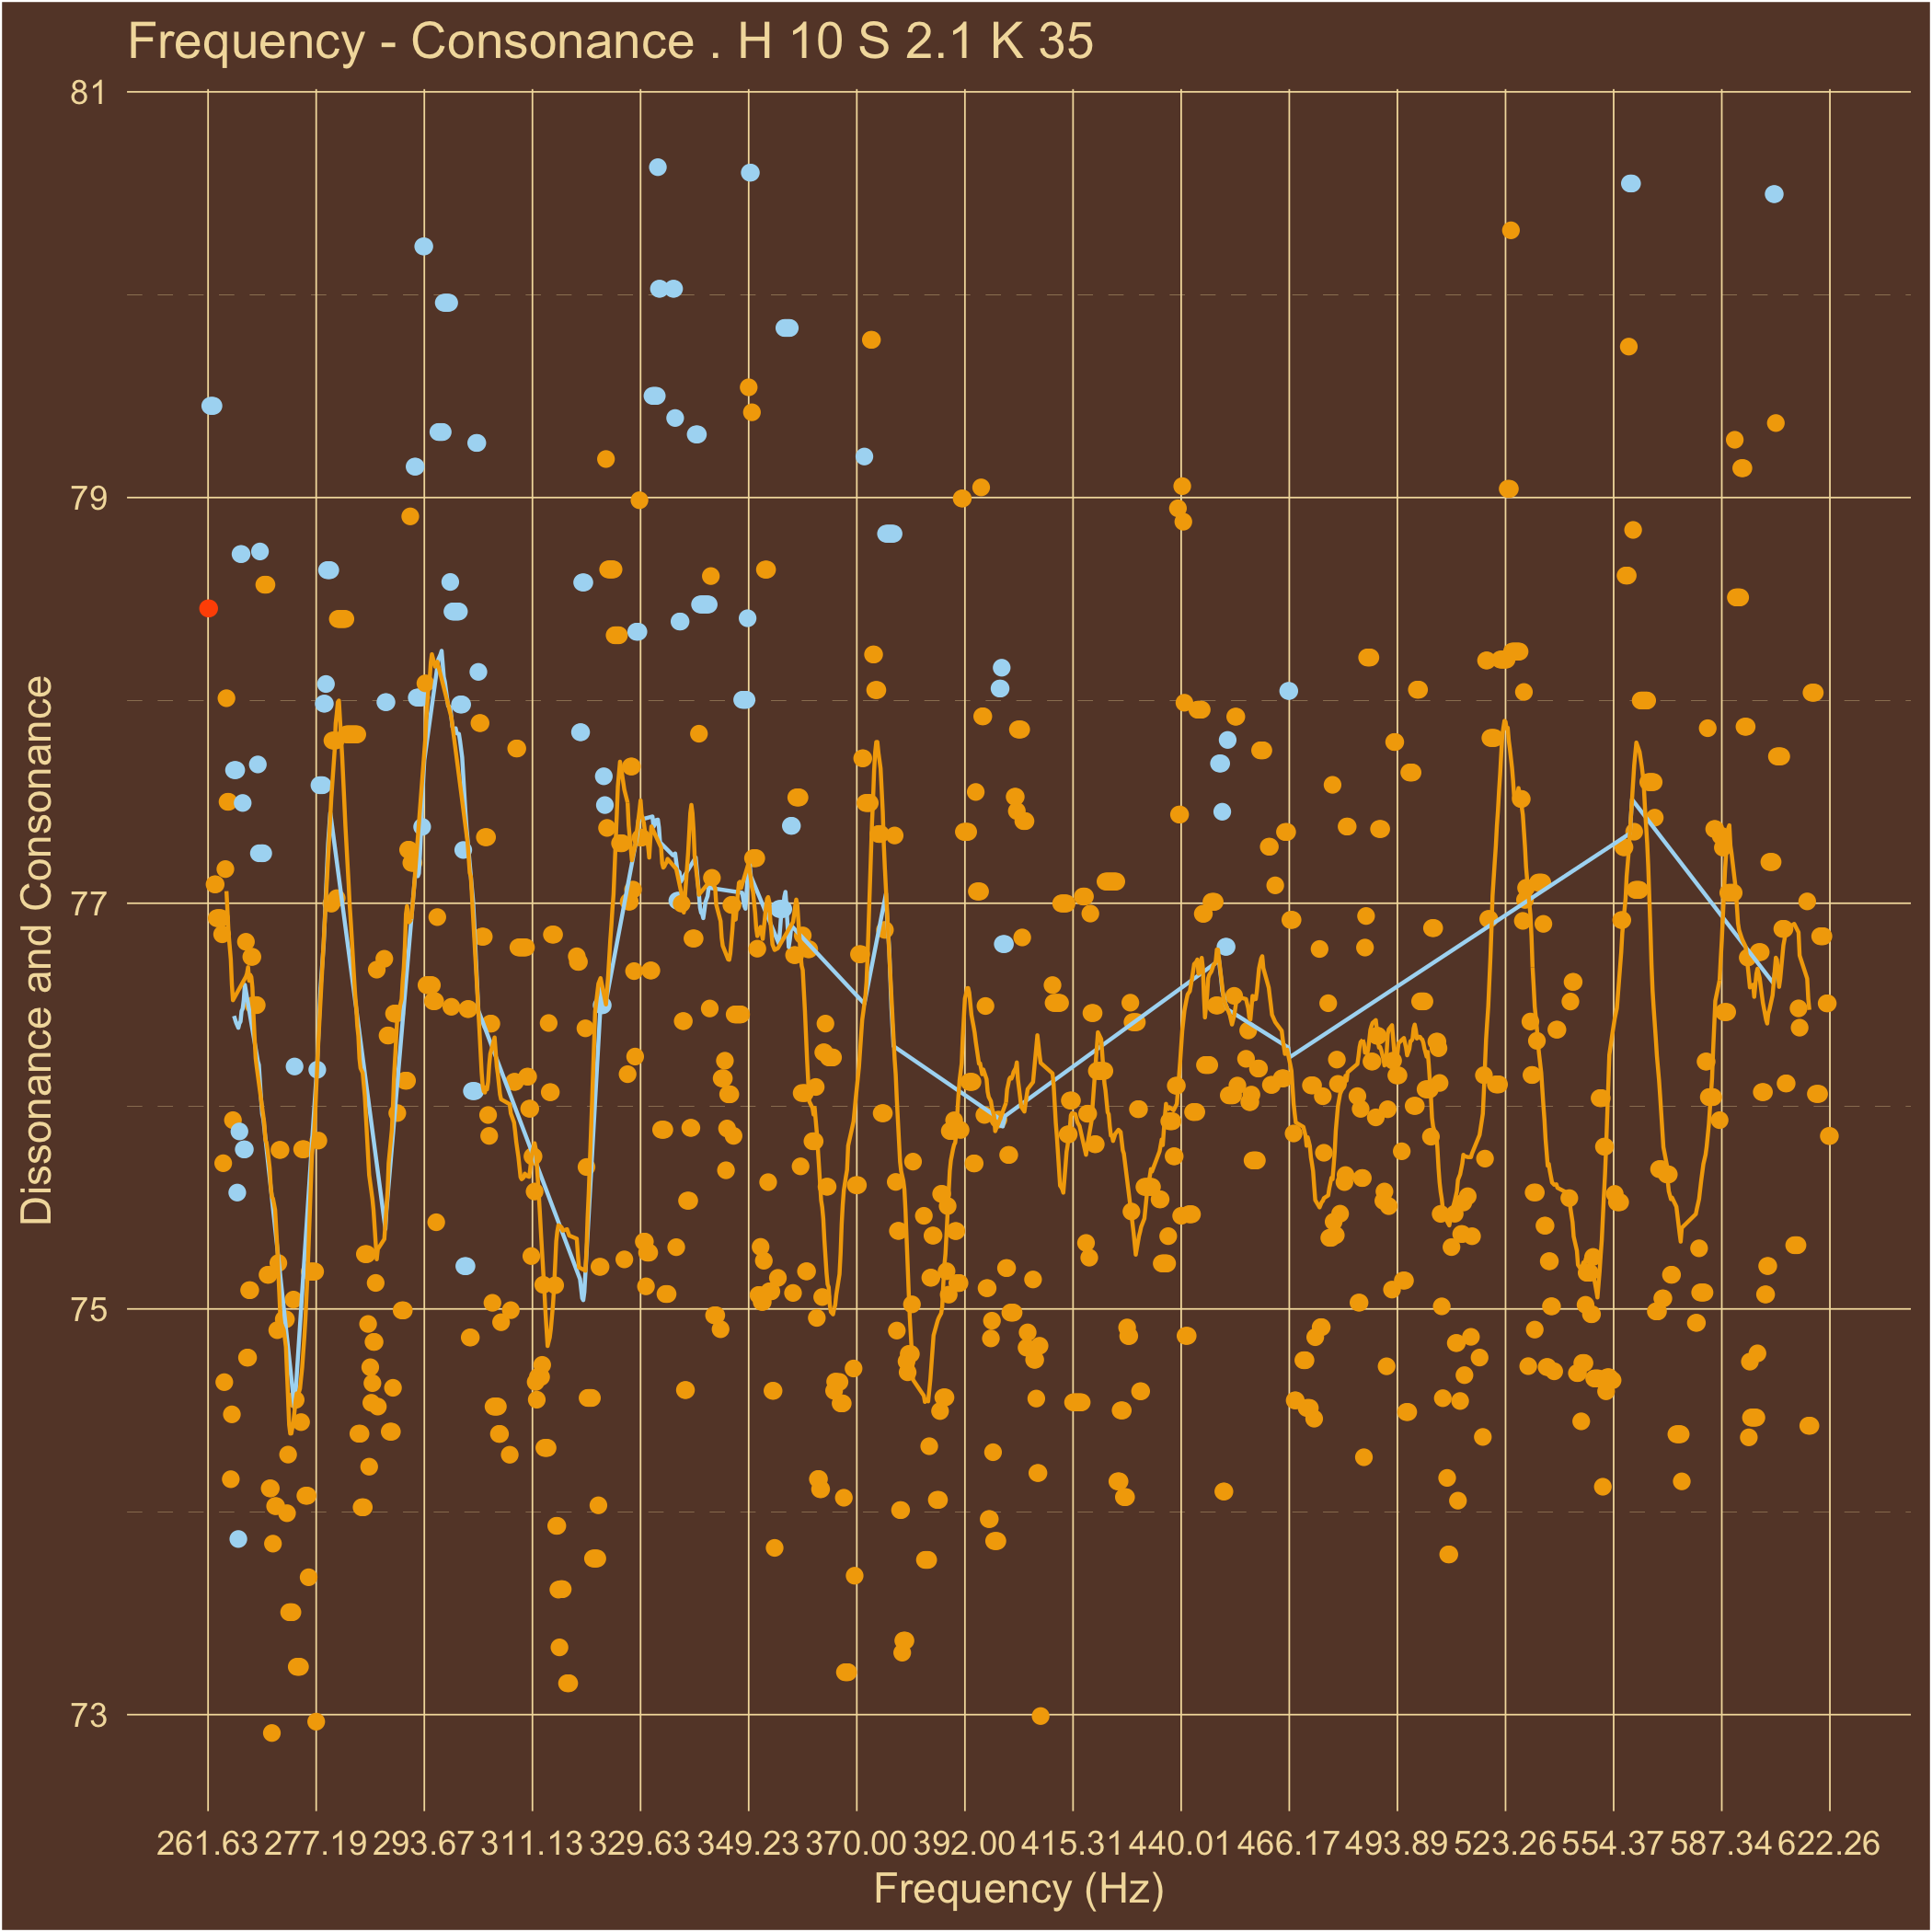 Frequency - Consonance . H 10 S 2.1 K 35
81
79
77
75
73
Dissonance and Consonance
261.63 277.19 293.67 311.13 329.63 349.23 370.00 392.00 415.31 440.01 466.17 493.89 523.26 554.37 587.34 622.26
Frequency (Hz)